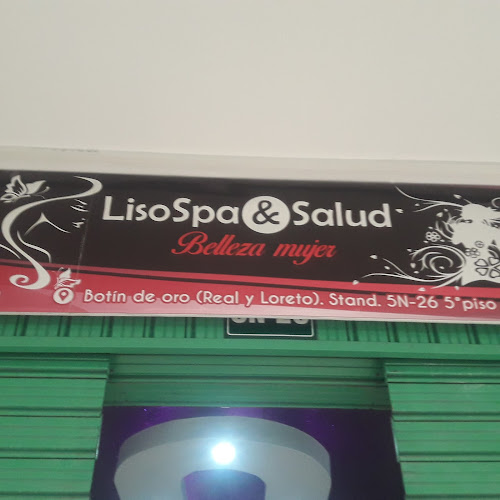 LisoSpa & Salud
Belleza mujer
Botín de oro (Real y Loreto). Stand. 5N-26 5°piso